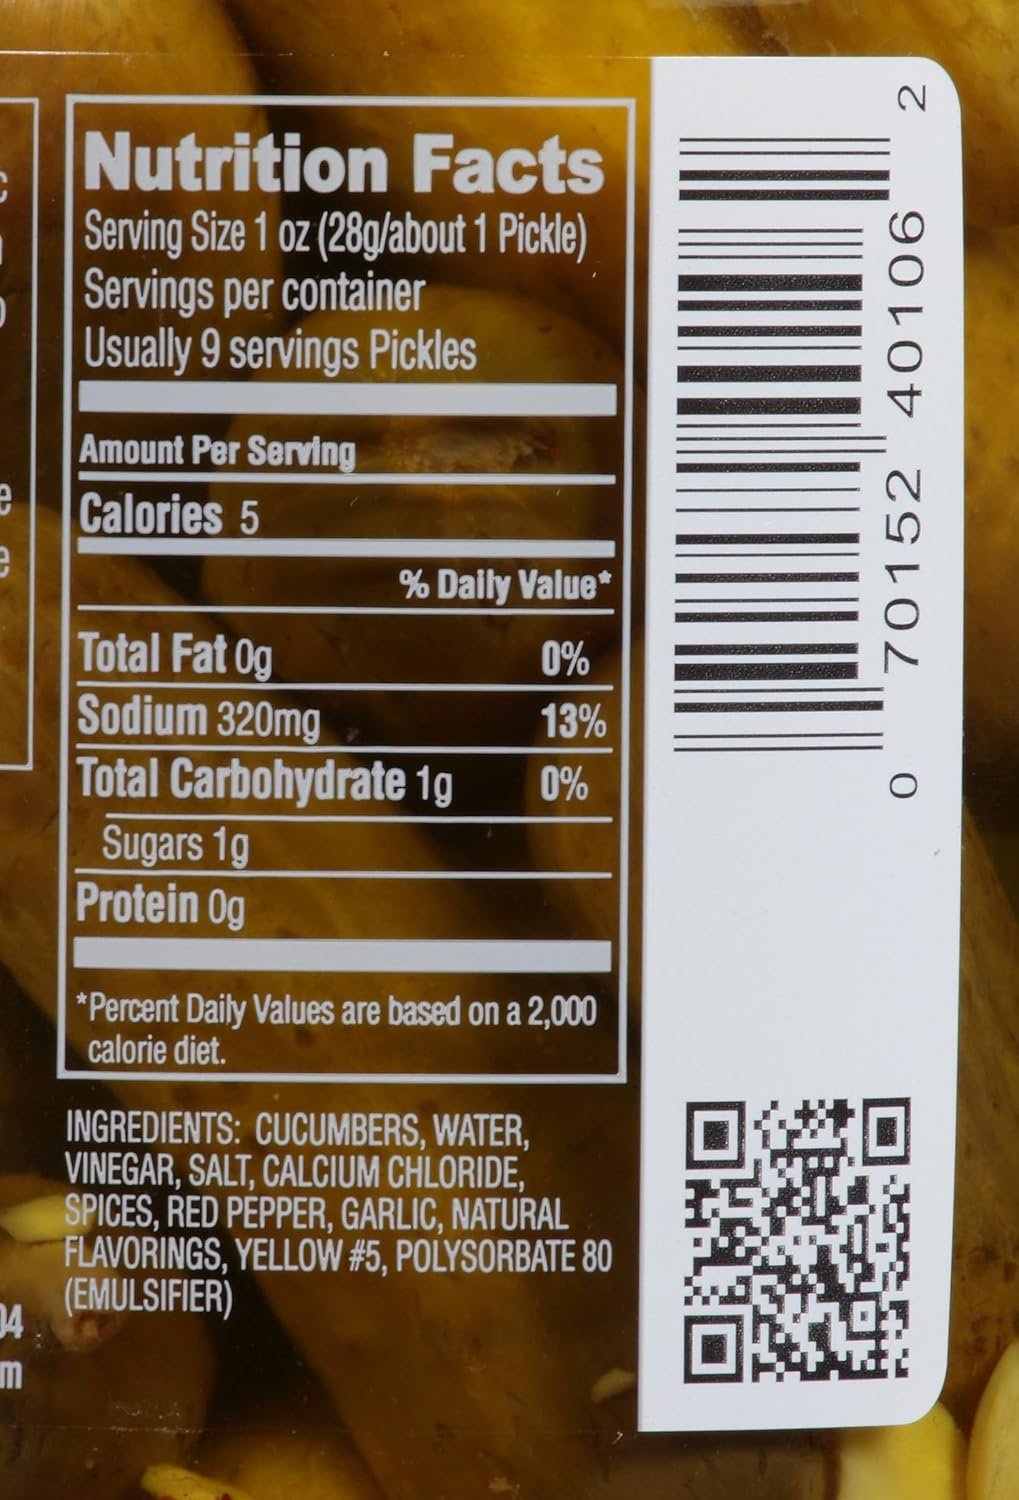 Nutrition Facts
Serving Size 1 oz (28g/about 1 Pickle)
Servings per container
Usually 9 servings Pickles
Amount Per Serving
Calories 5
% Daily Value*
Total Fat 0g 0%
Sodium 320mg 13%
Total Carbohydrate 1g 0%
Sugars 1g
Protein 0g
*Percent Daily Values are based on a 2,000
calorie diet.
INGREDIENTS: CUCUMBERS, WATER,
VINEGAR, SALT, CALCIUM CHLORIDE,
SPICES, RED PEPPER, GARLIC, NATURAL
FLAVORINGS, YELLOW #5, POLYSORBATE 80
(EMULSIFIER)
0 70152 40106 2